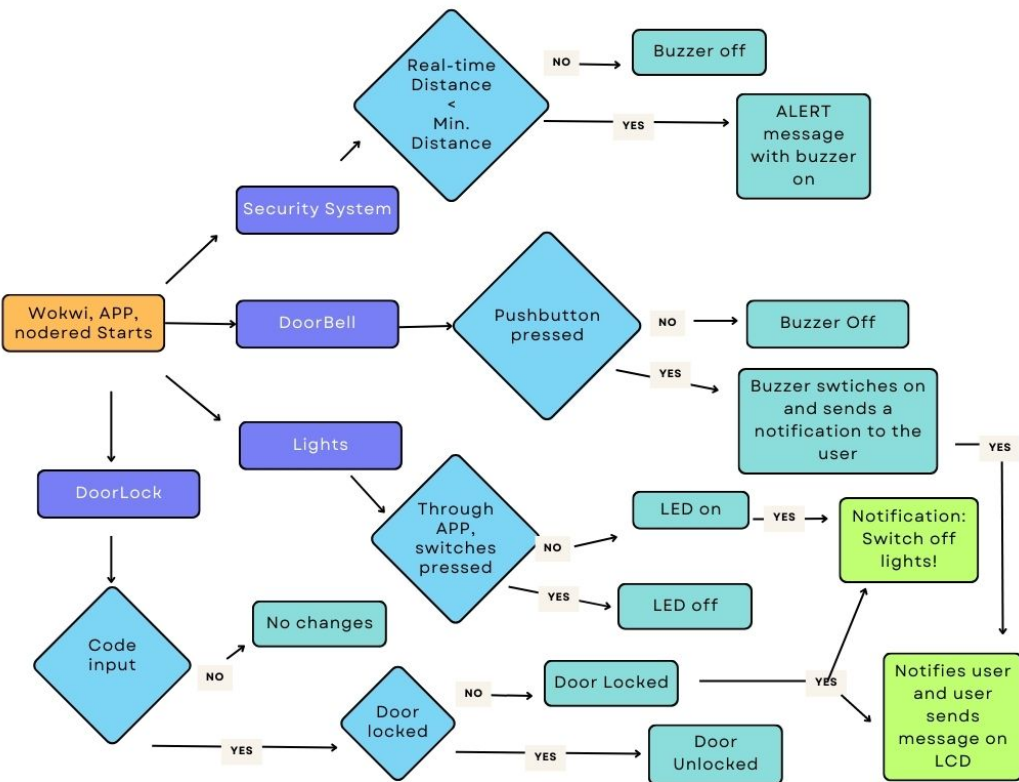 Real-time
Distance
<
Min.
Distance
NO
Buzzer off
YES
ALERT
message
with buzzer
on
Security System
Wokwi, APP,
nodered Starts
DoorBell
Pushbutton
pressed
NO
Buzzer Off
YES
Buzzer swtiches on
and sends a
notification to the
user
YES
Lights
DoorLock
Through
APP,
switches
pressed
NO
LED on
YES
Notification:
Switch off
lights!
YES
LED off
Code
input
NO
No changes
YES
Door
locked
NO
Door Locked
YES
Notifies user
and user
sends
message on
LCD
YES
Door
Unlocked